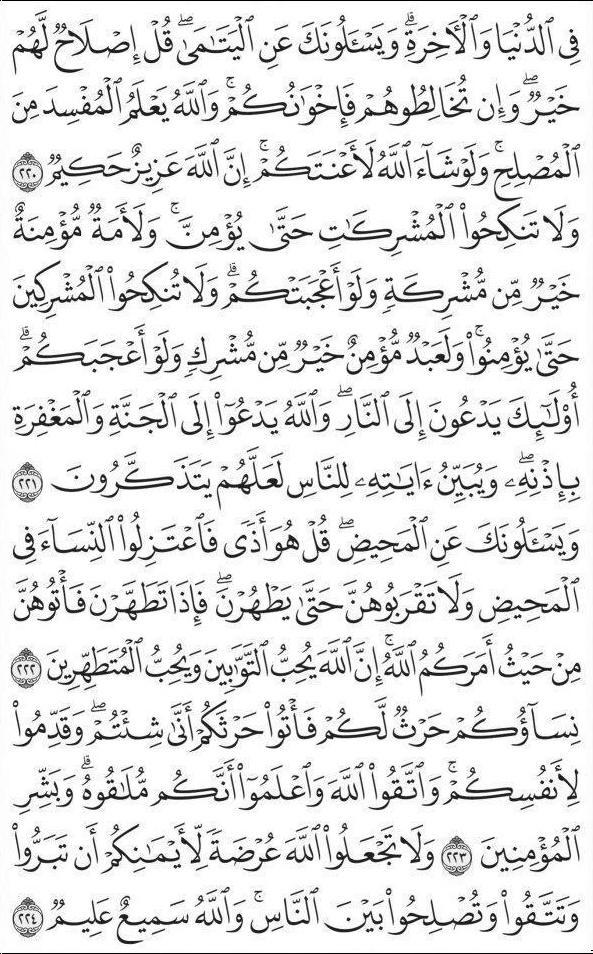 فِى ٱلدُّنۡيَا وَٱلۡأٓخِرَةِۗ وَيَسۡـَٔلُونَكَ عَنِ ٱلۡيَتَٰمَىٰۖ قُلۡ إِصۡلَاحٌ لَّهُمۡ
خَيۡرٌۖ وَإِن تُخَالِطُوهُمۡ فَإِخۡوَٰنُكُمۡۚ وَٱللَّهُ يَعۡلَمُ ٱلۡمُفۡسِدَ مِنَ
ٱلۡمُصۡلِحِۚ وَلَوۡ شَآءَ ٱللَّهُ لَأَعۡنَتَكُمۡۚ إِنَّ ٱللَّهَ عَزِيزٌ حَكِيمٌ ٢٢٠
وَلَا تَنكِحُواْ ٱلۡمُشۡرِكَٰتِ حَتَّىٰ يُؤۡمِنَّۚ وَلَأَمَةٌ مُّؤۡمِنَةٌ
خَيۡرٌ مِّن مُّشۡرِكَةٍ وَلَوۡ أَعۡجَبَتۡكُمۡۗ وَلَا تُنكِحُواْ ٱلۡمُشۡرِكِينَ
حَتَّىٰ يُؤۡمِنُواْۚ وَلَعَبۡدٌ مُّؤۡمِنٌ خَيۡرٌ مِّن مُّشۡرِكٍ وَلَوۡ أَعۡجَبَكُمۡۗ
أُوْلَٰٓئِكَ يَدۡعُونَ إِلَى ٱلنَّارِۖ وَٱللَّهُ يَدۡعُوٓاْ إِلَى ٱلۡجَنَّةِ وَٱلۡمَغۡفِرَةِ
بِإِذۡنِهِۦۖ وَيُبَيِّنُ ءَايَٰتِهِۦ لِلنَّاسِ لَعَلَّهُمۡ يَتَذَكَّرُونَ ٢٢١
وَيَسۡـَٔلُونَكَ عَنِ ٱلۡمَحِيضِۖ قُلۡ هُوَ أَذًى فَٱعۡتَزِلُواْ ٱلنِّسَآءَ فِى
ٱلۡمَحِيضِ وَلَا تَقۡرَبُوهُنَّ حَتَّىٰ يَطۡهُرۡنَۖ فَإِذَا تَطَهَّرۡنَ فَأۡتُوهُنَّ
مِنۡ حَيۡثُ أَمَرَكُمُ ٱللَّهُۚ إِنَّ ٱللَّهَ يُحِبُّ ٱلتَّوَّٰبِينَ وَيُحِبُّ ٱلۡمُتَطَهِّرِينَ ٢٢٢
نِسَآؤُكُمۡ حَرۡثٌ لَّكُمۡ فَأۡتُواْ حَرۡثَكُمۡ أَنَّىٰ شِئۡتُمۡۖ وَقَدِّمُواْ
لِأَنفُسِكُمۡۚ وَٱتَّقُواْ ٱللَّهَ وَٱعۡلَمُوٓاْ أَنَّكُم مُّلَٰقُوهُۗ وَبَشِّرِ
ٱلۡمُؤۡمِنِينَ ٢٢٣ وَلَا تَجۡعَلُواْ ٱللَّهَ عُرۡضَةً لِّأَيۡمَٰنِكُمۡ أَن تَبَرُّواْ
وَتَتَّقُواْ وَتُصۡلِحُواْ بَيۡنَ ٱلنَّاسِۚ وَٱللَّهُ سَمِيعٌ عَلِيمٌ ٢٢٤